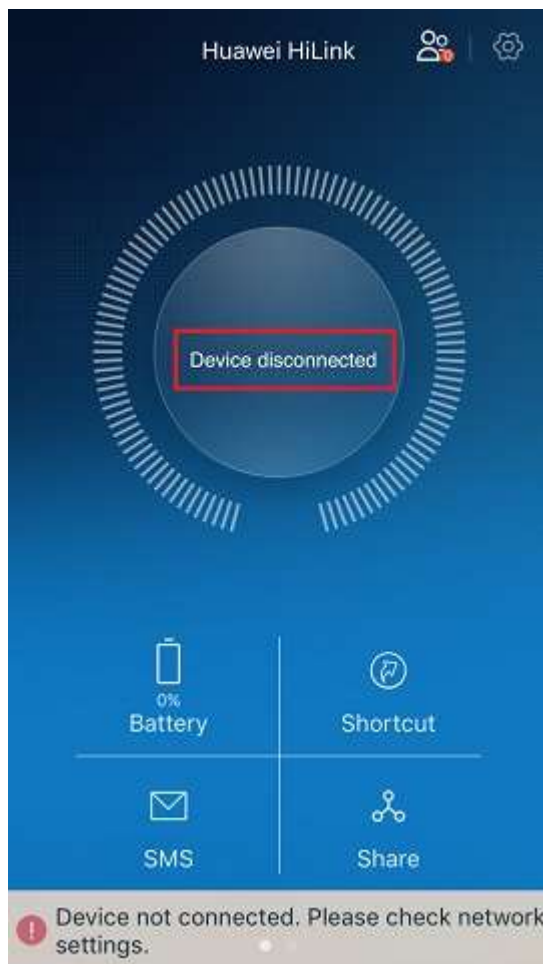 Huawei HiLink
Device disconnected
0%
Battery
Shortcut
SMS
Share
Device not connected. Please check network
settings.